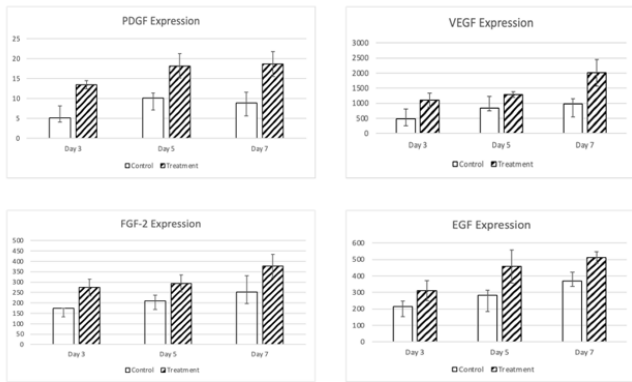 PDGF Expression
25
20
15
10
5
0
Day 3 Day 5 Day 7
Control Treatment
VEGF Expression
3000
2500
2000
1500
1000
500
0
Day 3 Day 5 Day 7
Control Treatment
FGF-2 Expression
500
450
400
350
300
250
200
150
100
50
0
Day 3 Day 5 Day 7
Control Treatment
EGF Expression
600
500
400
300
200
100
0
Day 3 Day 5 Day 7
Control Treatment